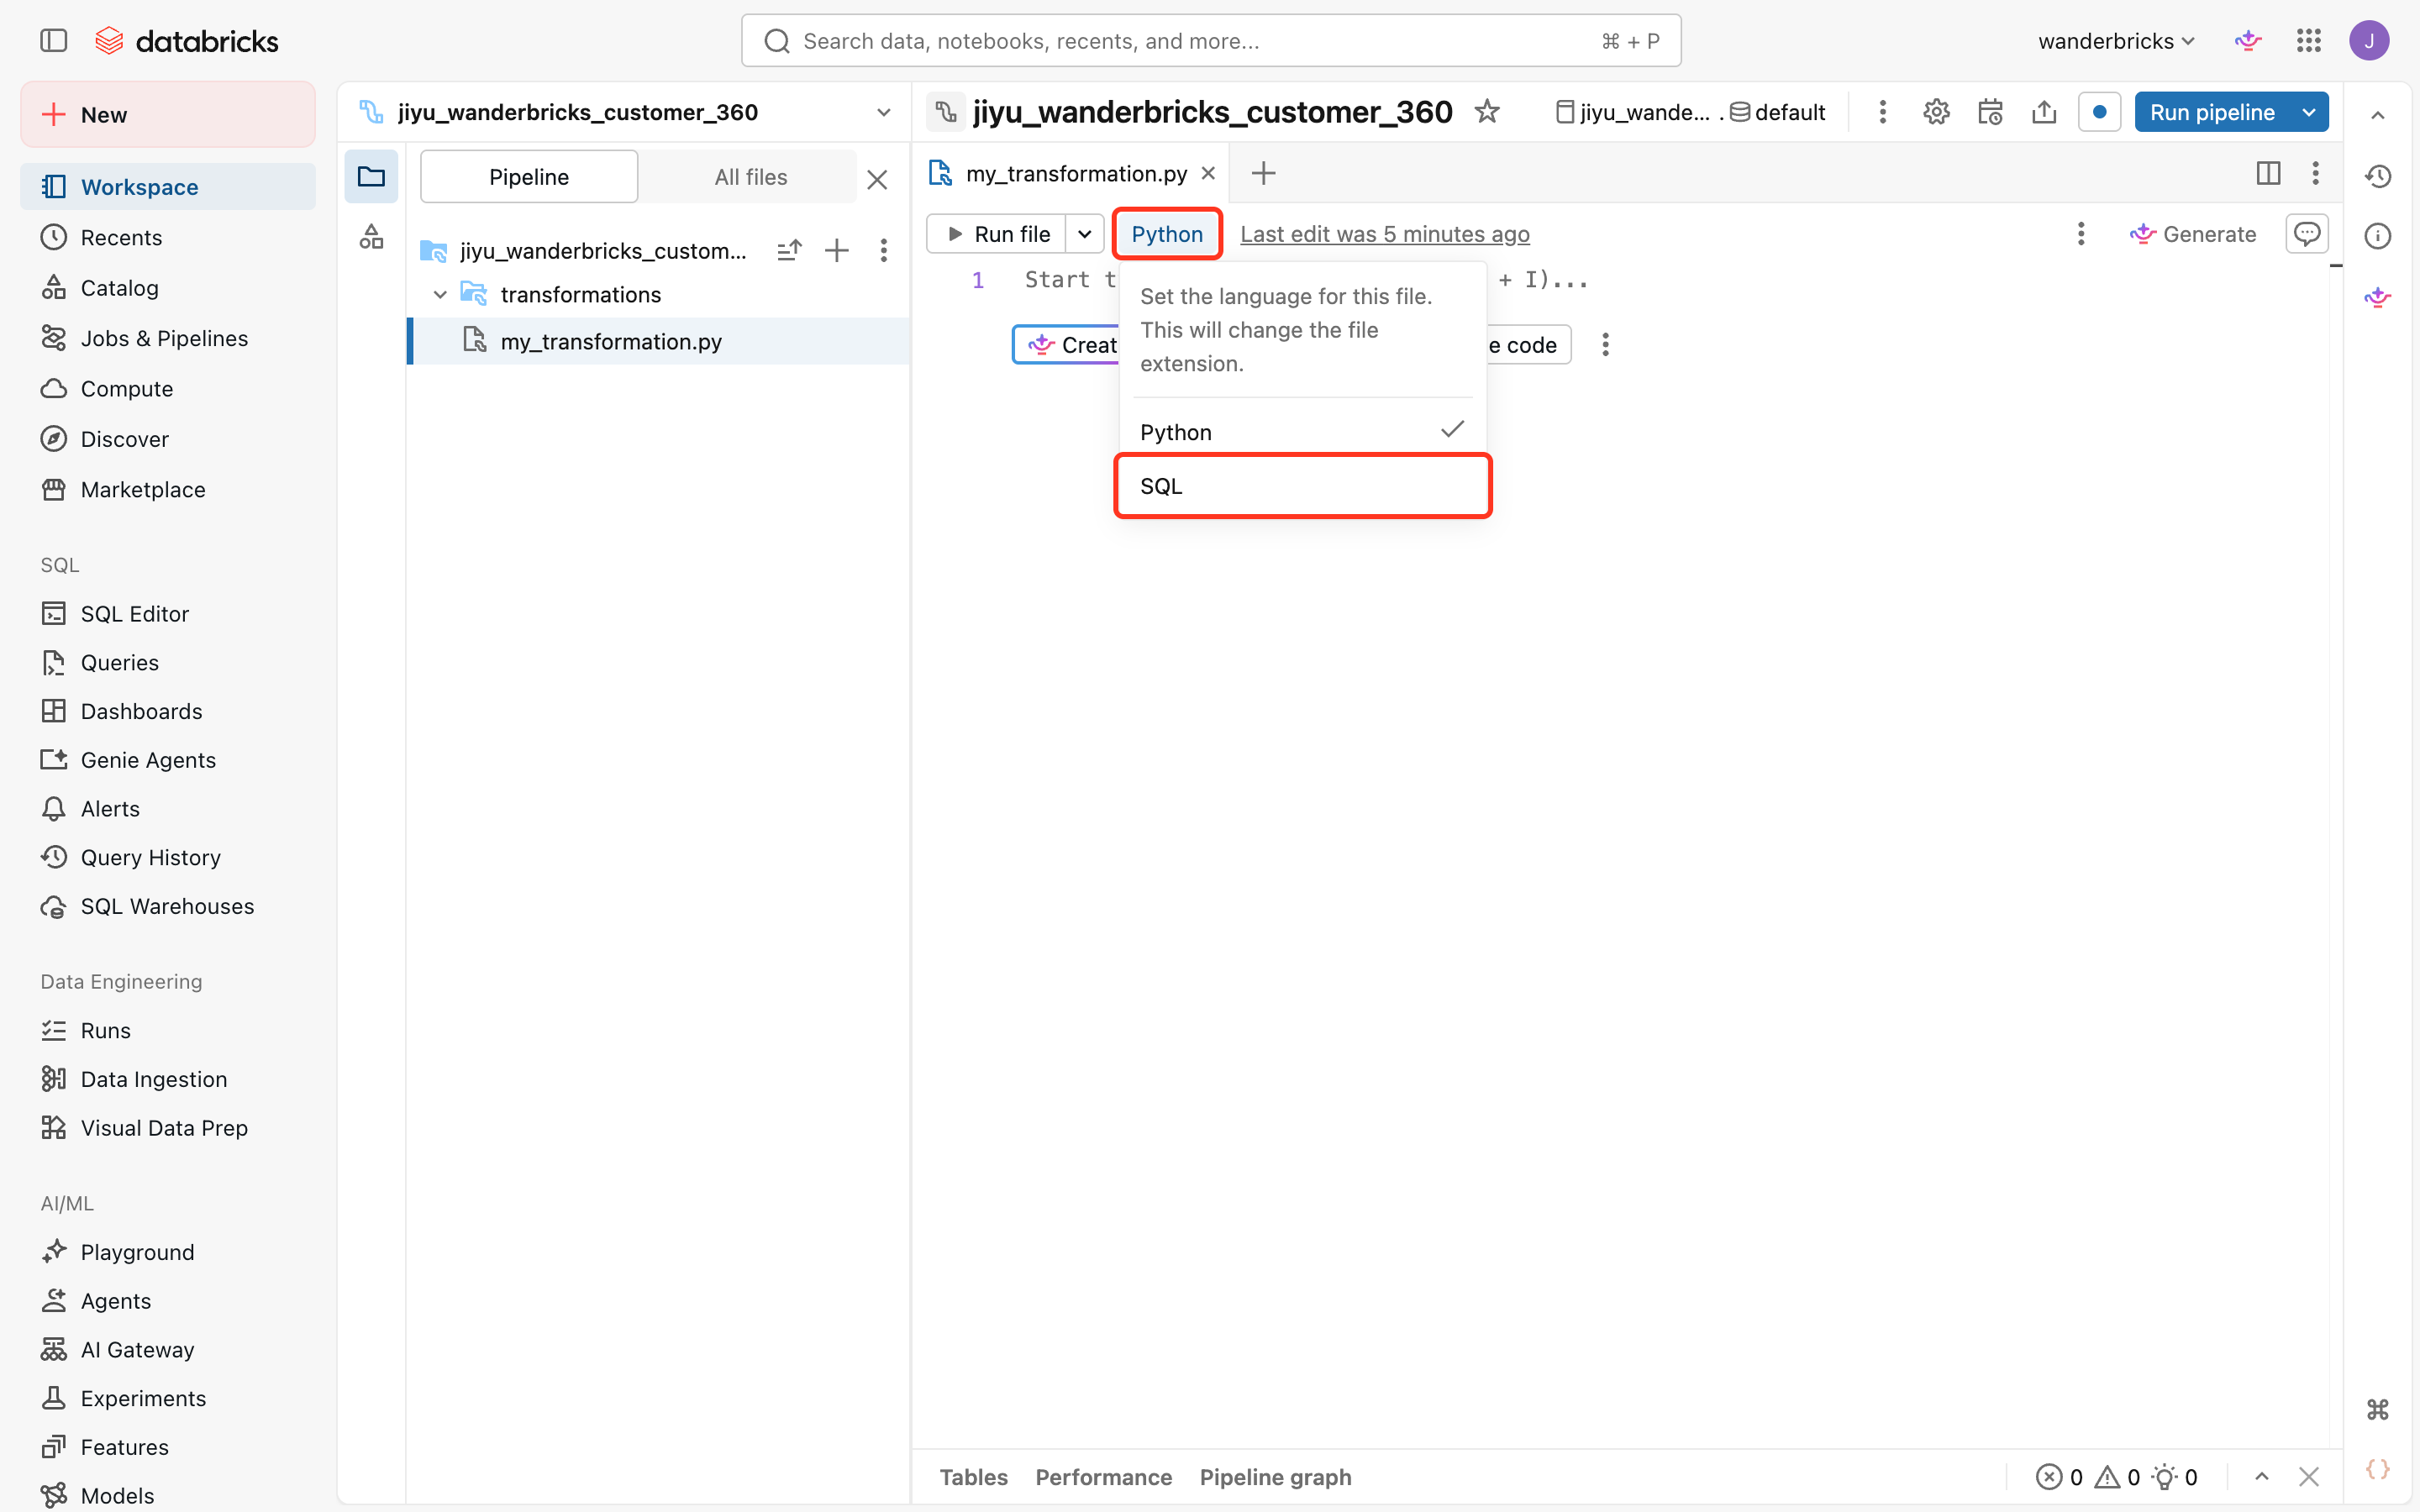 databricks
Search data, notebooks, recents, and more...
⌘ + P
wanderbricks
J
New
Workspace
Recents
Catalog
Jobs & Pipelines
Compute
Discover
Marketplace
SQL
SQL Editor
Queries
Dashboards
Genie Agents
Alerts
Query History
SQL Warehouses
Data Engineering
Runs
Data Ingestion
Visual Data Prep
AI/ML
Playground
Agents
AI Gateway
Experiments
Features
Models
jiyu_wanderbricks_customer_360
Pipeline
All files
jiyu_wanderbricks_custom...
transformations
my_transformation.py
jiyu_wanderbricks_customer_360
jiyu_wande... . default
Run pipeline
my_transformation.py
Run file
Python
Last edit was 5 minutes ago
Generate
1 Start t + I)...
Creat
e code
Set the language for this file.
This will change the file
extension.
Python
SQL
Tables
Performance
Pipeline graph
0 0 0